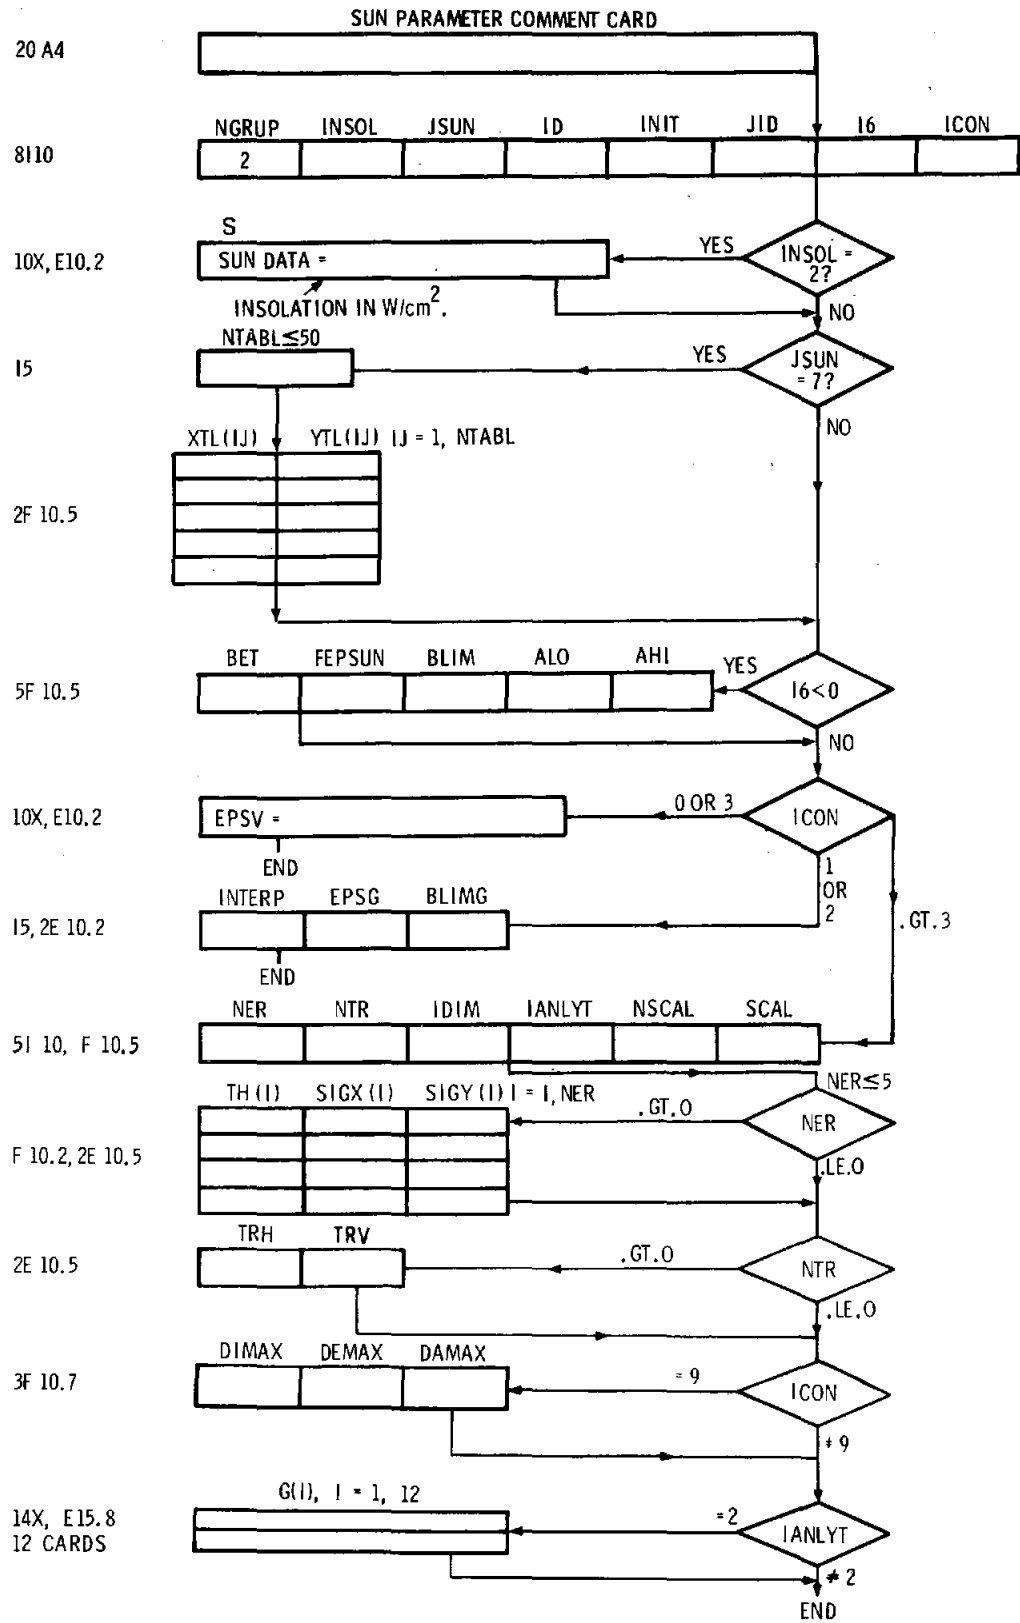 SUN PARAMETER COMMENT CARD
20 A4
NGRUP INSOL JSUN ID INIT JID I6 ICON
8I10
2
S
10X, E10.2
SUN DATA =
YES
INSOL =
2?
INSOLATION IN W/cm2.
NO
NTABL≤50
I5
YES
JSUN
= 7?
NO
XTL(IJ) YTL(IJ) IJ = 1, NTABL
2F 10.5
BET FEPSUN BLIM ALO AHI
5F 10.5
YES
I6<0
NO
10X, E10.2
EPSV =
0 OR 3
ICON
END
1
OR
2
INTERP EPSG BLIMG
I5, 2E 10.2
.GT.3
END
NER NTR IDIM IANLYT NSCAL SCAL
5I 10, F 10.5
NER≤5
TH(I) SIGX(I) SIGY(I) I = I, NER
.GT.0
NER
F 10.2, 2E 10.5
.LE.0
TRH TRV
2E 10.5
.GT.0
NTR
.LE.0
DIMAX DEMAX DAMAX
3F 10.7
= 9
ICON
≠ 9
G(I), I = 1, 12
14X, E15.8
12 CARDS
=2
IANLYT
≠ 2
END